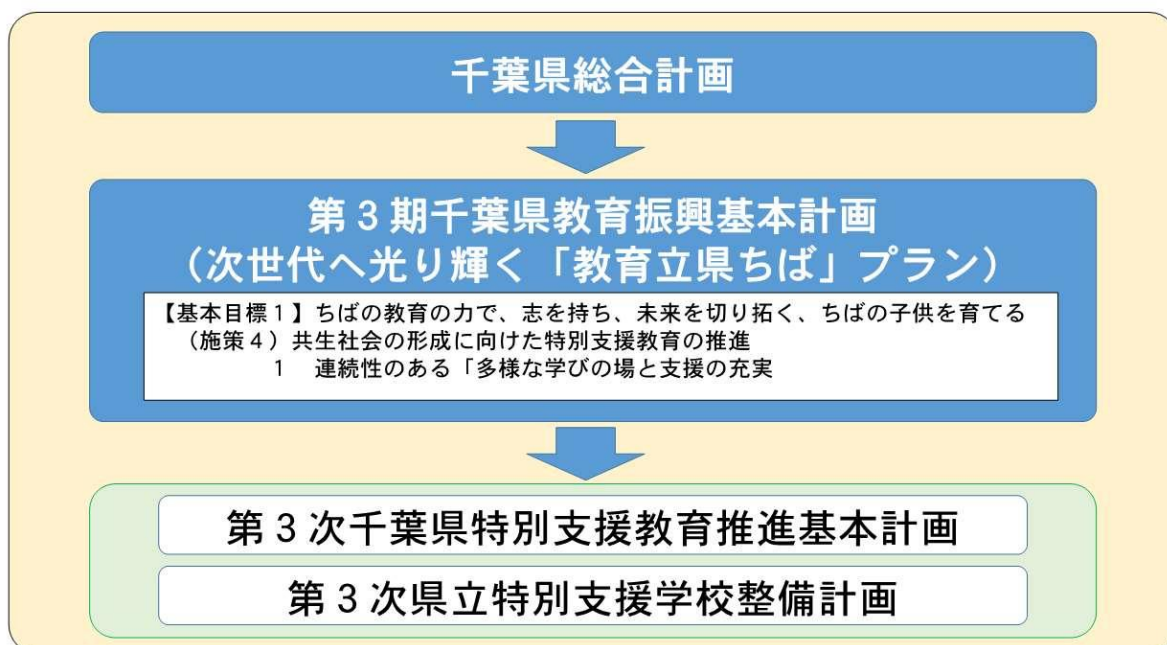 千葉県総合計画
第3期千葉県教育振興基本計画
（次世代へ光り輝く「教育立県ちば」プラン）
【基本目標１】ちばの教育の力で、志を持ち、未来を切り拓く、ちばの子供を育てる
（施策４）共生社会の形成に向けた特別支援教育の推進
１　連続性のある「多様な学びの場と支援の充実
第３次千葉県特別支援教育推進基本計画
第３次県立特別支援学校整備計画